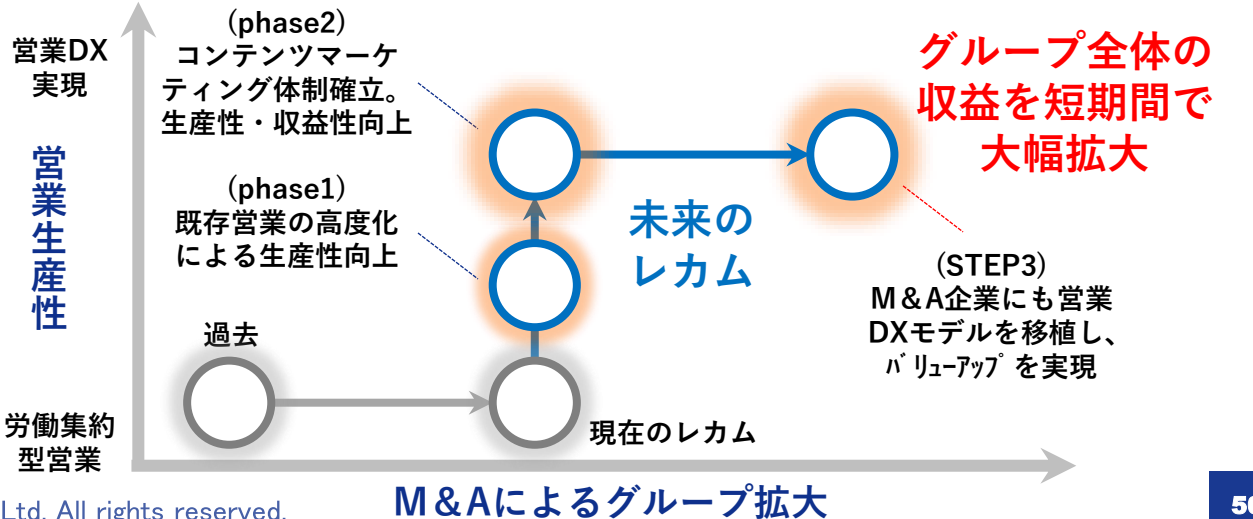 (phase2)
コンテンツマーケ
ティング体制確立。
生産性・収益性向上
営業DX
実現
グループ全体の
収益を短期間で
大幅拡大
営業生産性
(phase1)
既存営業の高度化
による生産性向上
未来の
レカム
(STEP3)
M&A企業にも営業
DXモデルを移植し、
ﾊﾞﾘｭｰｱｯﾌﾟを実現
過去
現在のレカム
労働集約
型営業
M&Aによるグループ拡大
Ltd. All rights reserved.